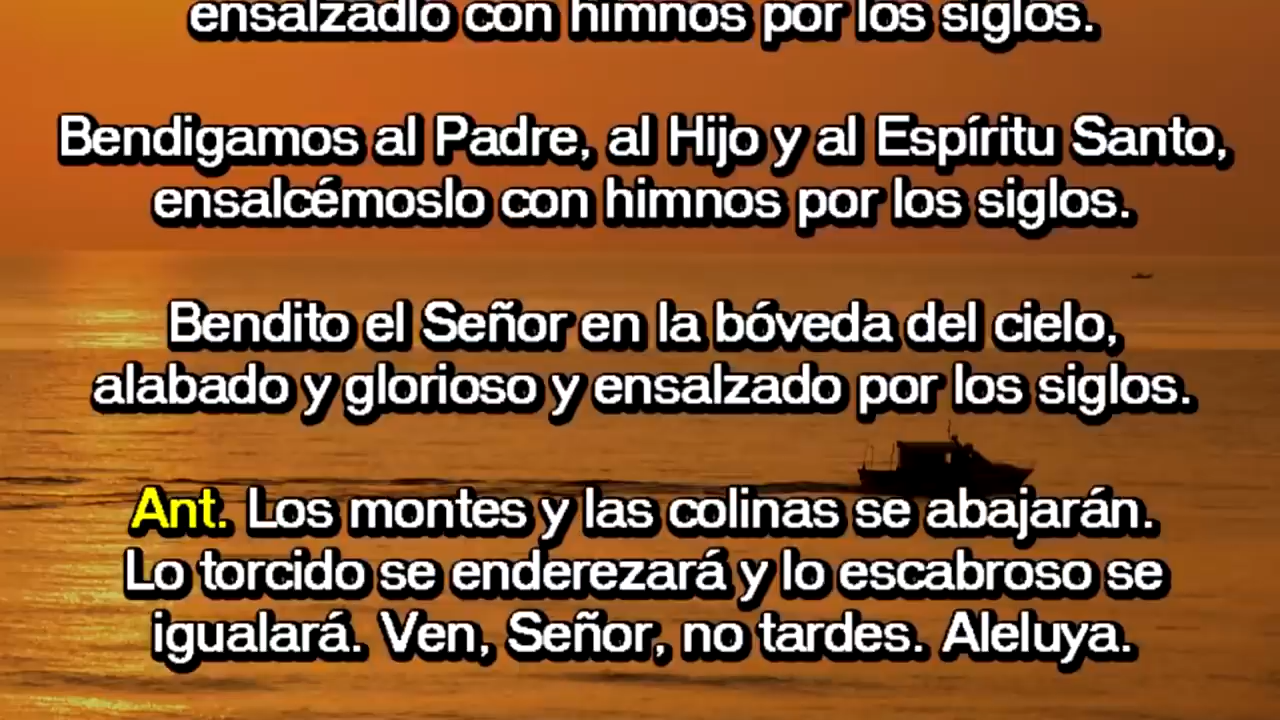 ensalzadlo con himnos por los siglos.
Bendigamos al Padre, al Hijo y al Espíritu Santo,
ensalcémoslo con himnos por los siglos.
Bendito el Señor en la bóveda del cielo,
alabado y glorioso y ensalzado por los siglos.
Ant. Los montes y las colinas se abajarán.
Lo torcido se enderezará y lo escabroso se
igualará. Ven, Señor, no tardes. Aleluya.